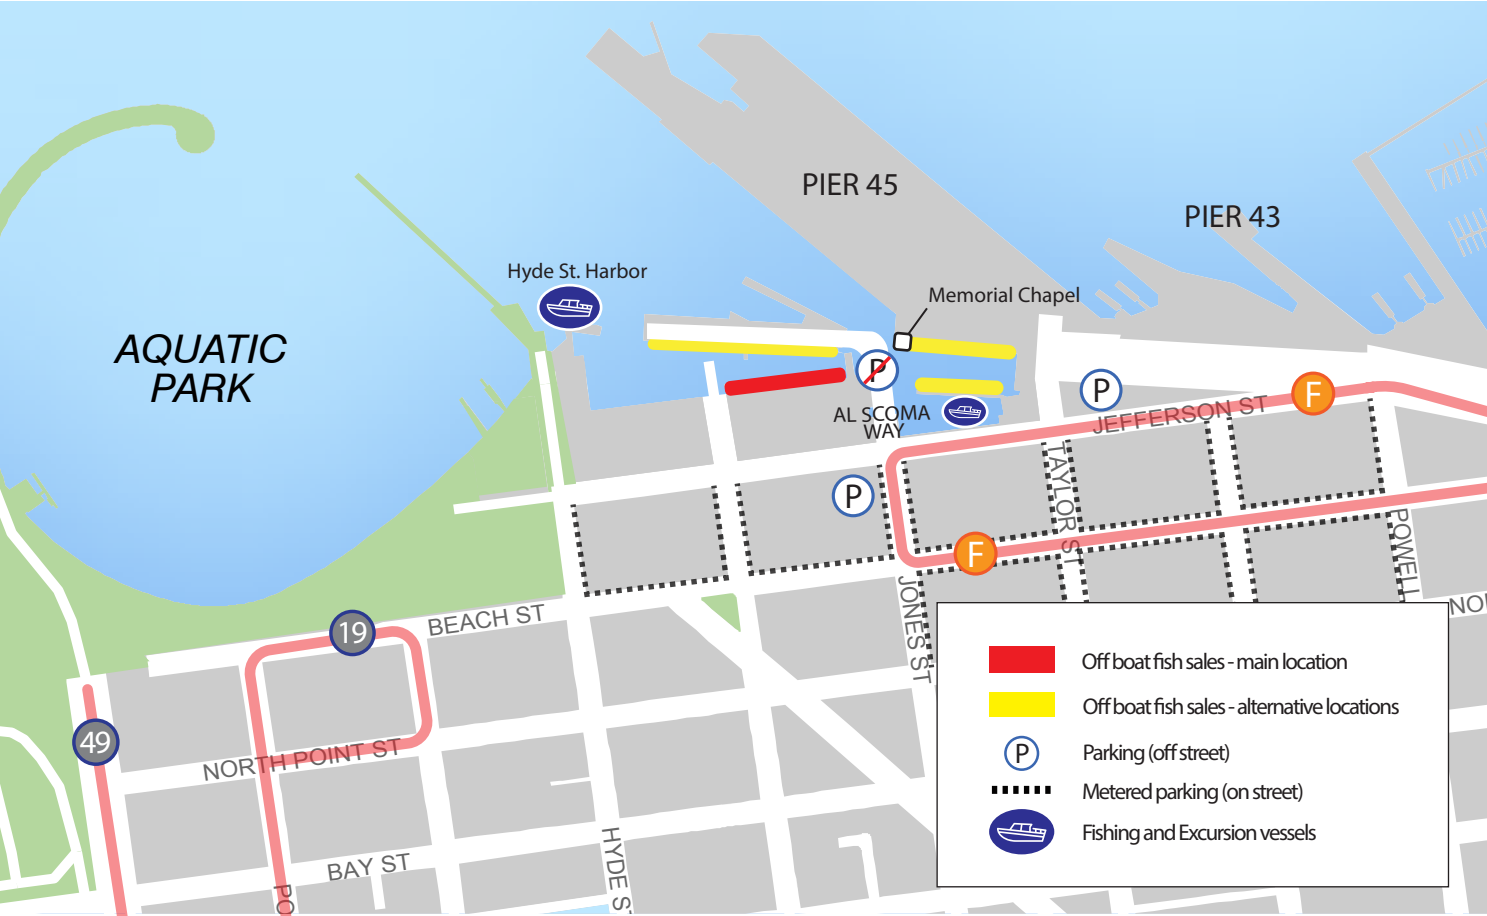 PIER 45
PIER 43
Hyde St. Harbor
Memorial Chapel
AQUATIC
PARK
P
P
F
JEFFERSON ST
AL SCOMA
WAY
TAYLOR ST
P
F
POWELL
JONES ST
NO
BEACH ST
19
49
NORTH POINT ST
BAY ST
HYDE S
PO
Off boat fish sales - main location
Off boat fish sales - alternative locations
P Parking (off street)
Metered parking (on street)
Fishing and Excursion vessels